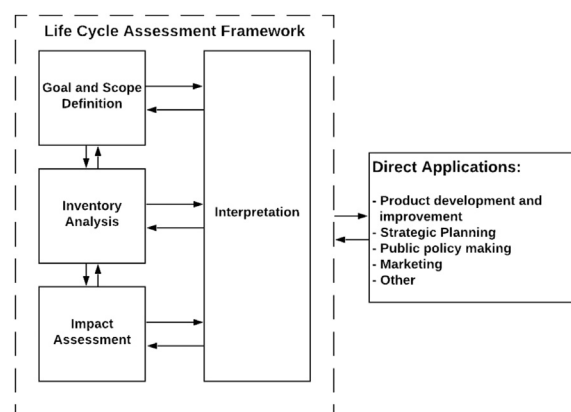 Life Cycle Assessment Framework
Goal and Scope
Definition
Inventory
Analysis
Impact
Assessment
Interpretation
Direct Applications:
- Product development and
improvement
- Strategic Planning
- Public policy making
- Marketing
- Other